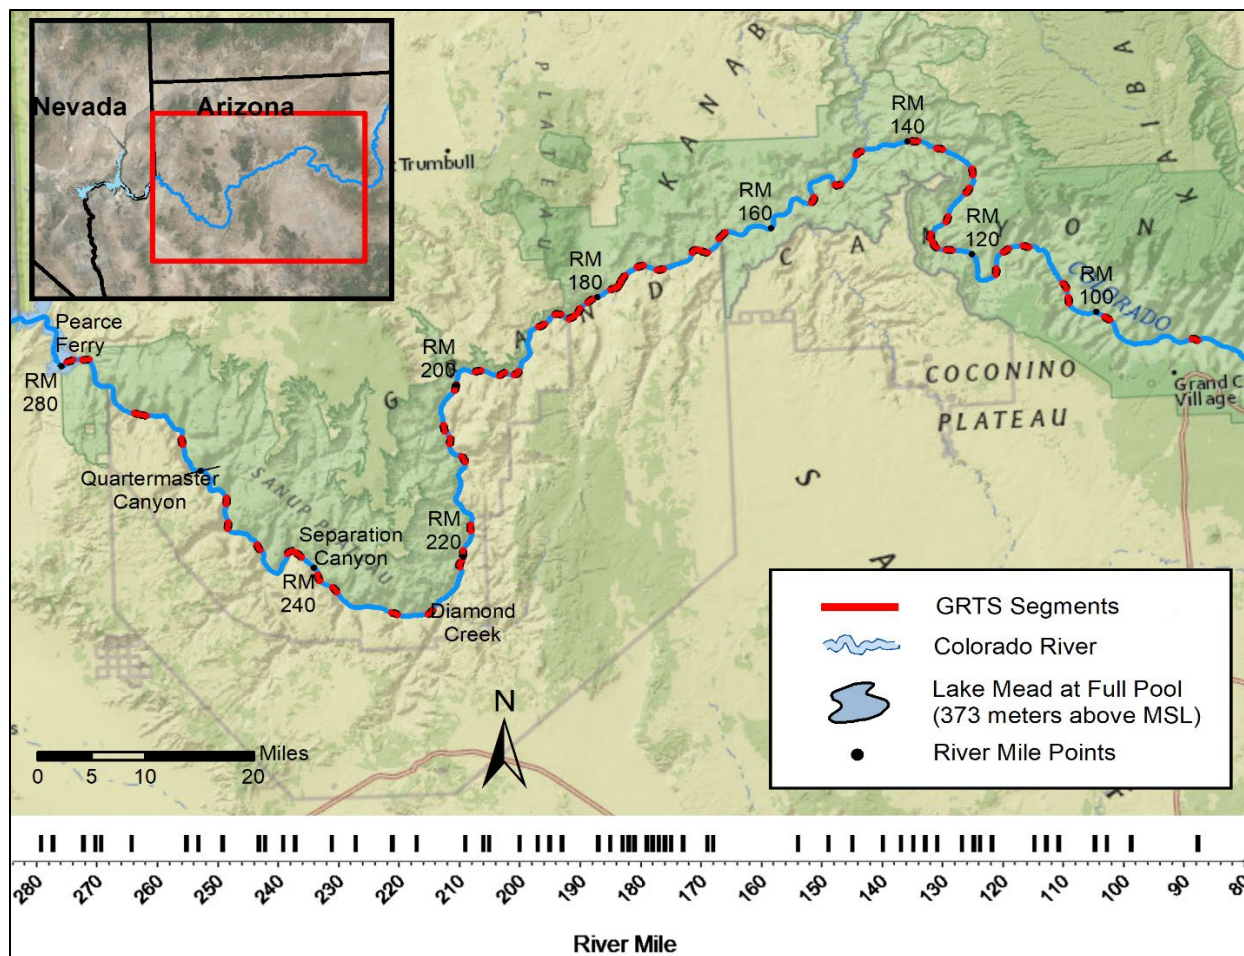 Nevada
Arizona
Trumbull
P L A T E A U
K A N A B
K A I B A
RM
140
RM
160
RM
120
RM
180
RM
100
COLORADO
G R A N D C A N Y O N
Pearce
Ferry
RM
280
RM
200
COCONINO
PLATEAU
Grand C
Village
Quartermaster
Canyon
SANUP PLATEAU
Separation
Canyon
RM
220
RM
240
Diamond
Creek
S
A
N
Miles
0 5 10 20
GRTS Segments
Colorado River
Lake Mead at Full Pool
(373 meters above MSL)
River Mile Points
280 270 260 250 240 230 220 210 200 190 180 170 160 150 140 130 120 110 100 90 80
River Mile